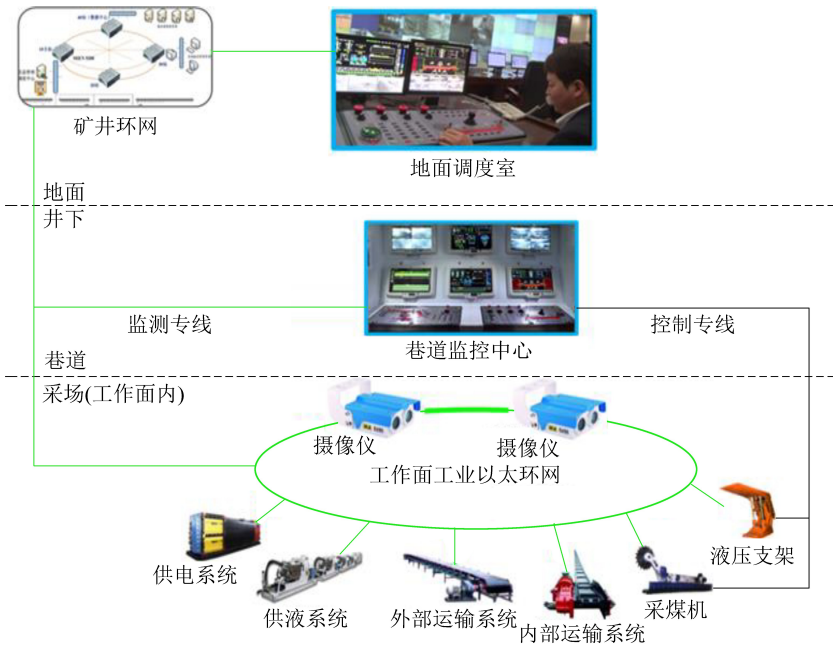 矿井环网
地面调度室
地面
井下
监测专线
控制专线
巷道监控中心
巷道
采场(工作面内)
摄像仪
摄像仪
工作面工业以太环网
供电系统
供液系统
外部运输系统
内部运输系统
采煤机
液压支架